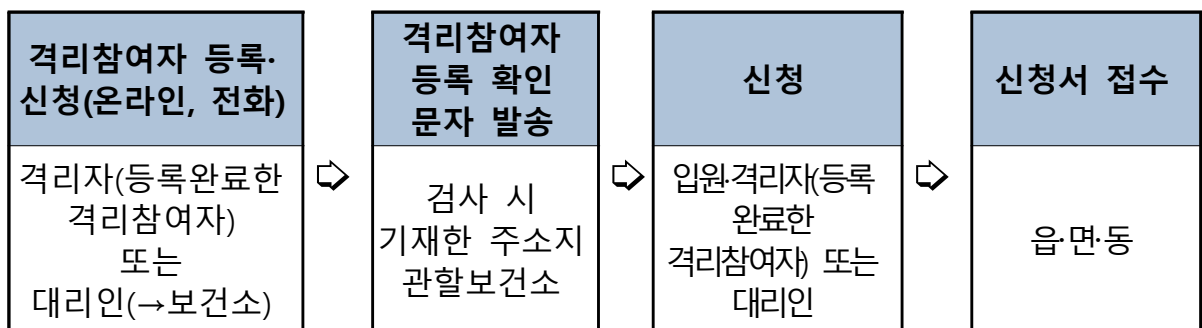 격리참여자 등록·
신청(온라인, 전화)
격리자(등록완료한
격리참여자)
또는
대리인(→보건소)
⇨
격리참여자
등록 확인
문자 발송
검사 시
기재한 주소지
관할보건소
⇨
신청
입원·격리자(등록
완료한
격리참여자) 또는
대리인
⇨
신청서 접수
읍·면·동